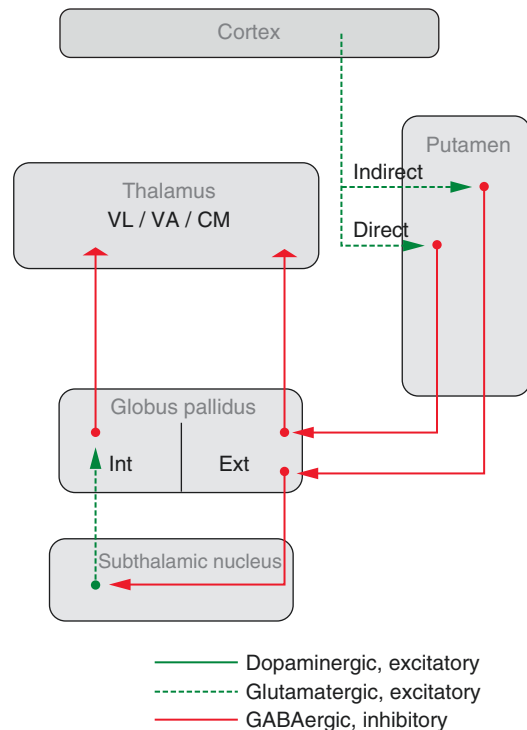 Cortex
Putamen
Indirect
Thalamus
VL / VA / CM
Direct
Globus pallidus
Int
Ext
Subthalamic nucleus
Dopaminergic, excitatory
Glutamatergic, excitatory
GABAergic, inhibitory